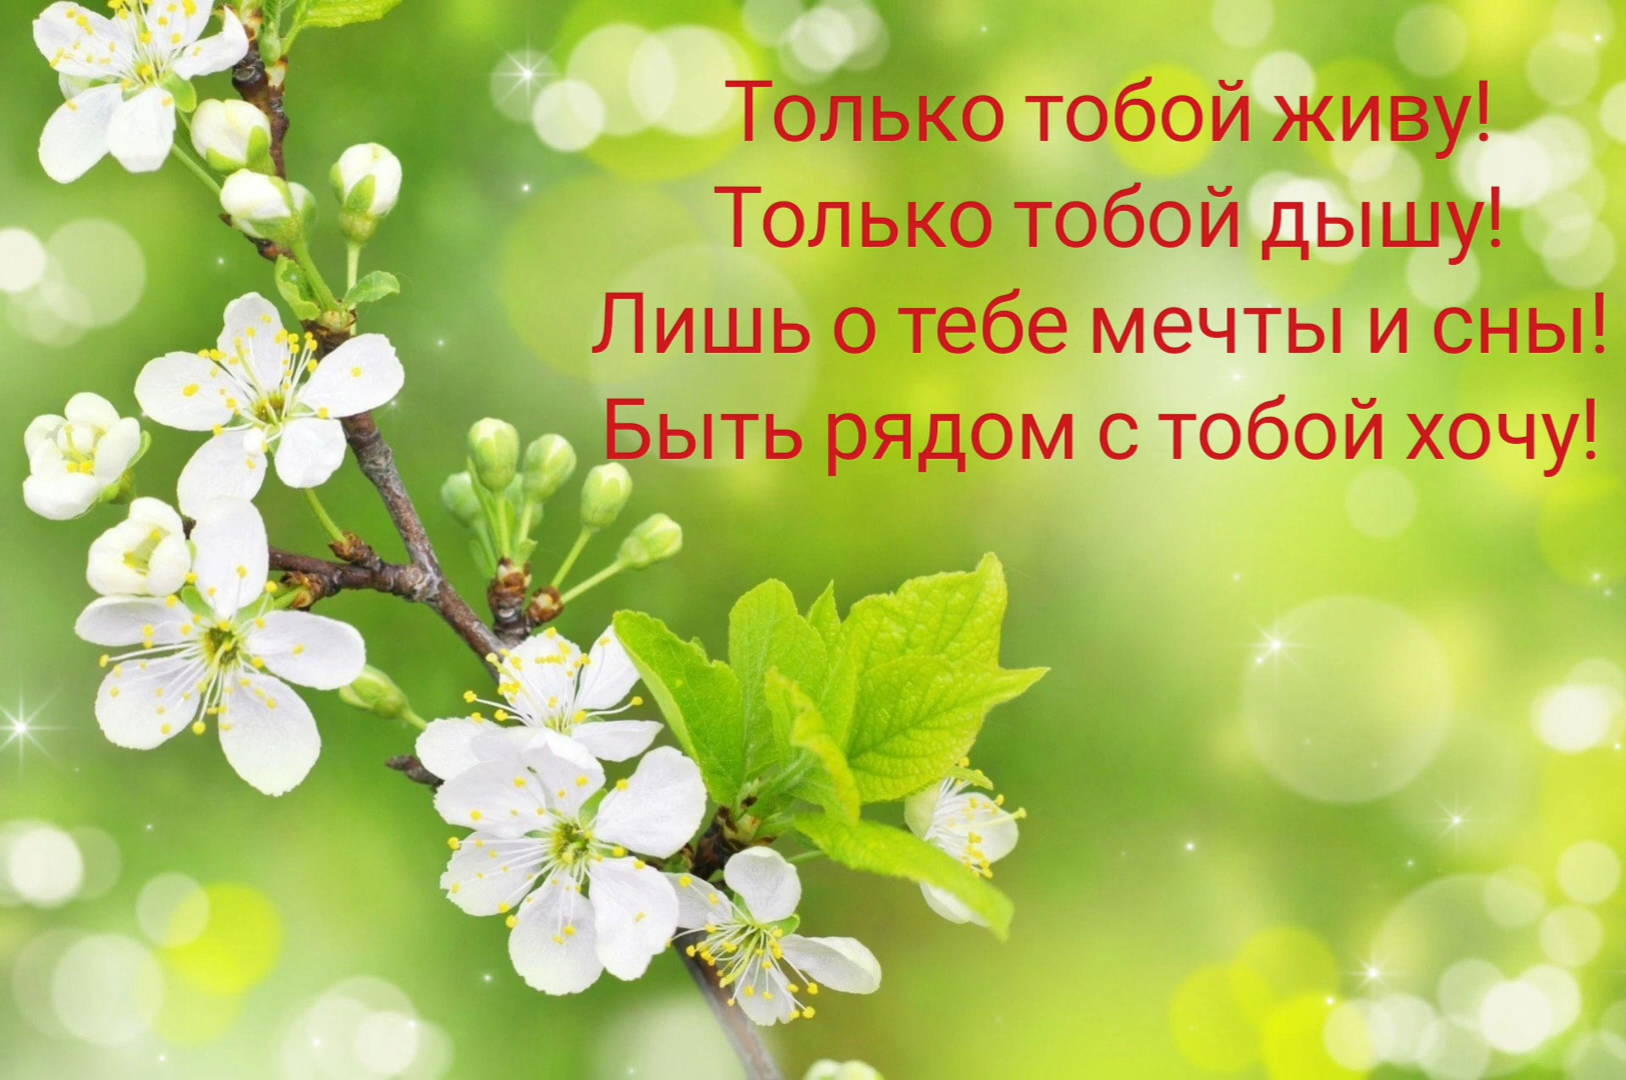 Только тобой живу!
Только тобой дышу!
Лишь о тебе мечты и сны!
Быть рядом с тобой хочу!